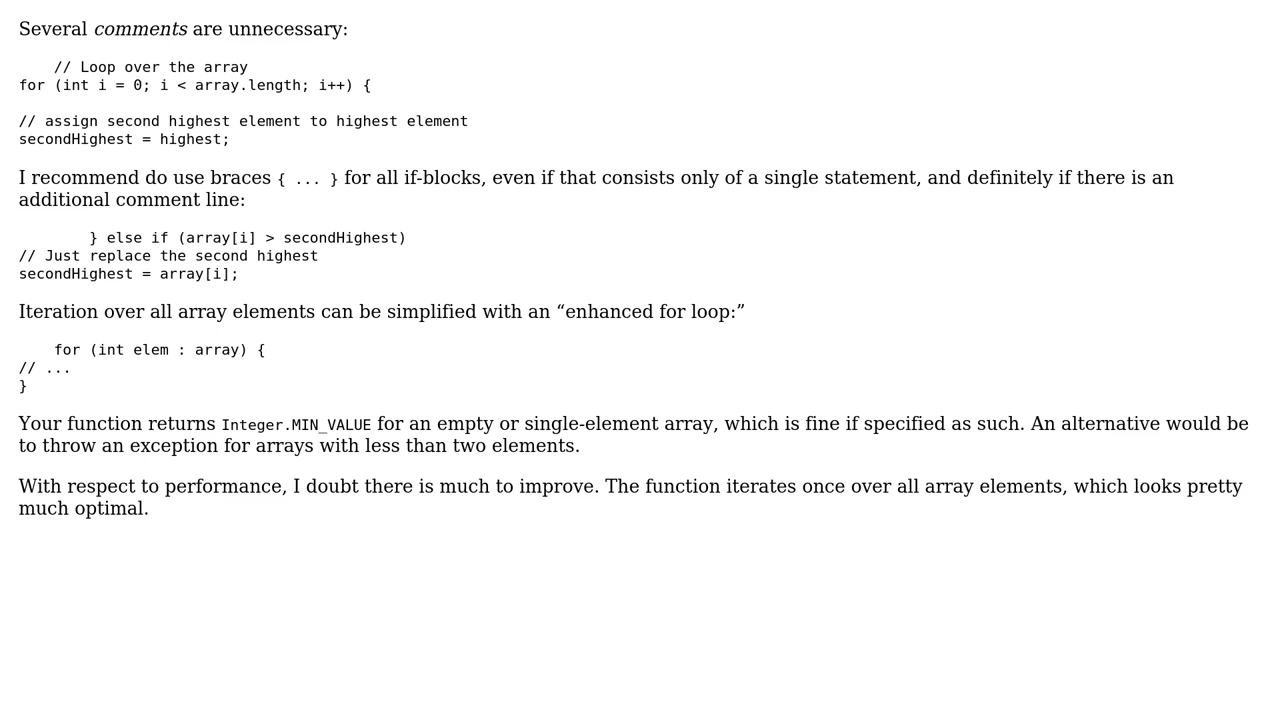 Several comments are unnecessary:
    // Loop over the array
for (int i = 0; i < array.length; i++) {
// assign second highest element to highest element
secondHighest = highest;
I recommend do use braces { ... } for all if-blocks, even if that consists only of a single statement, and definitely if there is an
additional comment line:
        } else if (array[i] > secondHighest)
// Just replace the second highest
secondHighest = array[i];
Iteration over all array elements can be simplified with an “enhanced for loop:”
    for (int elem : array) {
// ...
}
Your function returns Integer.MIN_VALUE for an empty or single-element array, which is fine if specified as such. An alternative would be
to throw an exception for arrays with less than two elements.
With respect to performance, I doubt there is much to improve. The function iterates once over all array elements, which looks pretty
much optimal.